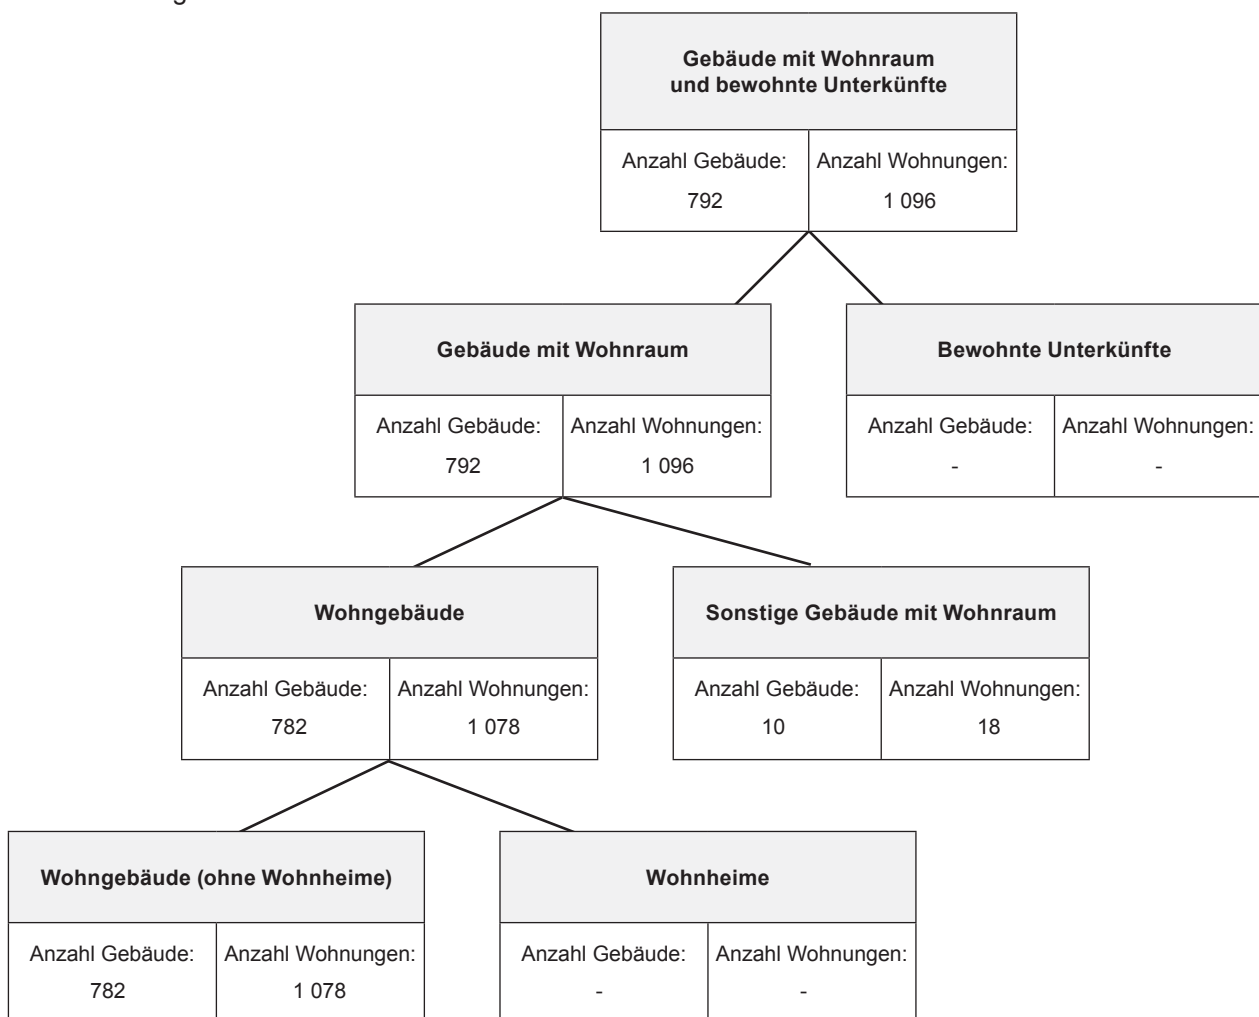 Gebäude mit Wohnraum
und bewohnte Unterkünfte
Anzahl Gebäude: Anzahl Wohnungen:
792 1 096
Gebäude mit Wohnraum
Anzahl Gebäude: Anzahl Wohnungen:
792 1 096
Bewohnte Unterkünfte
Anzahl Gebäude: Anzahl Wohnungen:
- -
Wohngebäude
Anzahl Gebäude: Anzahl Wohnungen:
782 1 078
Sonstige Gebäude mit Wohnraum
Anzahl Gebäude: Anzahl Wohnungen:
10 18
Wohngebäude (ohne Wohnheime)
Anzahl Gebäude: Anzahl Wohnungen:
782 1 078
Wohnheime
Anzahl Gebäude: Anzahl Wohnungen:
- -